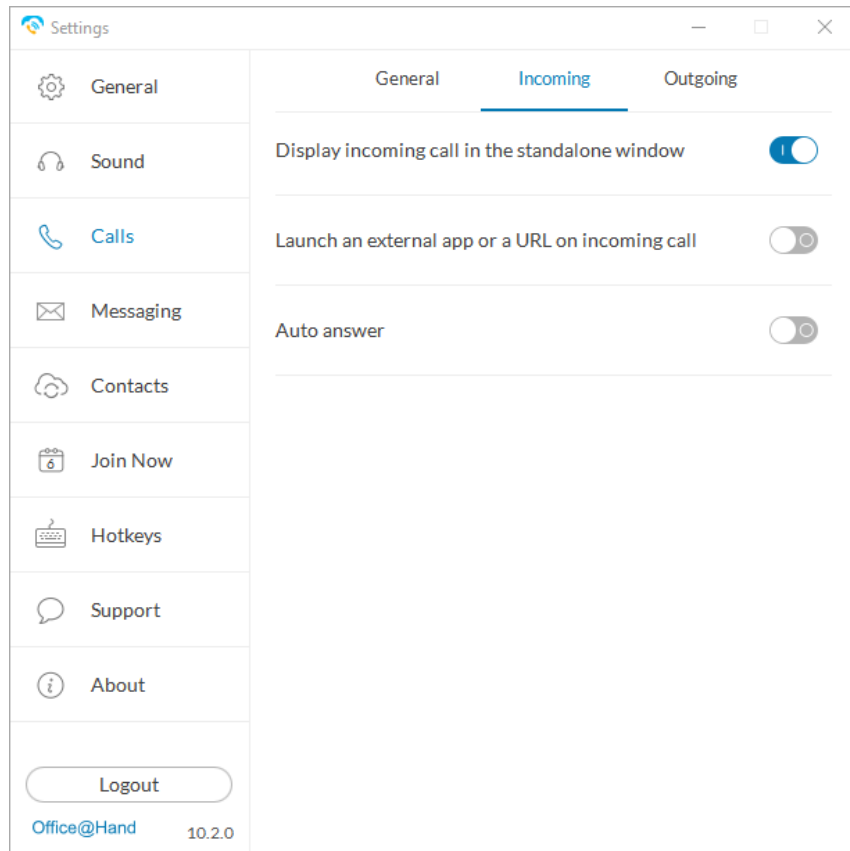 Settings
General
Sound
Calls
Messaging
Contacts
6
Join Now
Hotkeys
Support
i
About
Logout
Office@Hand
10.2.0
General Incoming Outgoing
Display incoming call in the standalone window
Launch an external app or a URL on incoming call
Auto answer